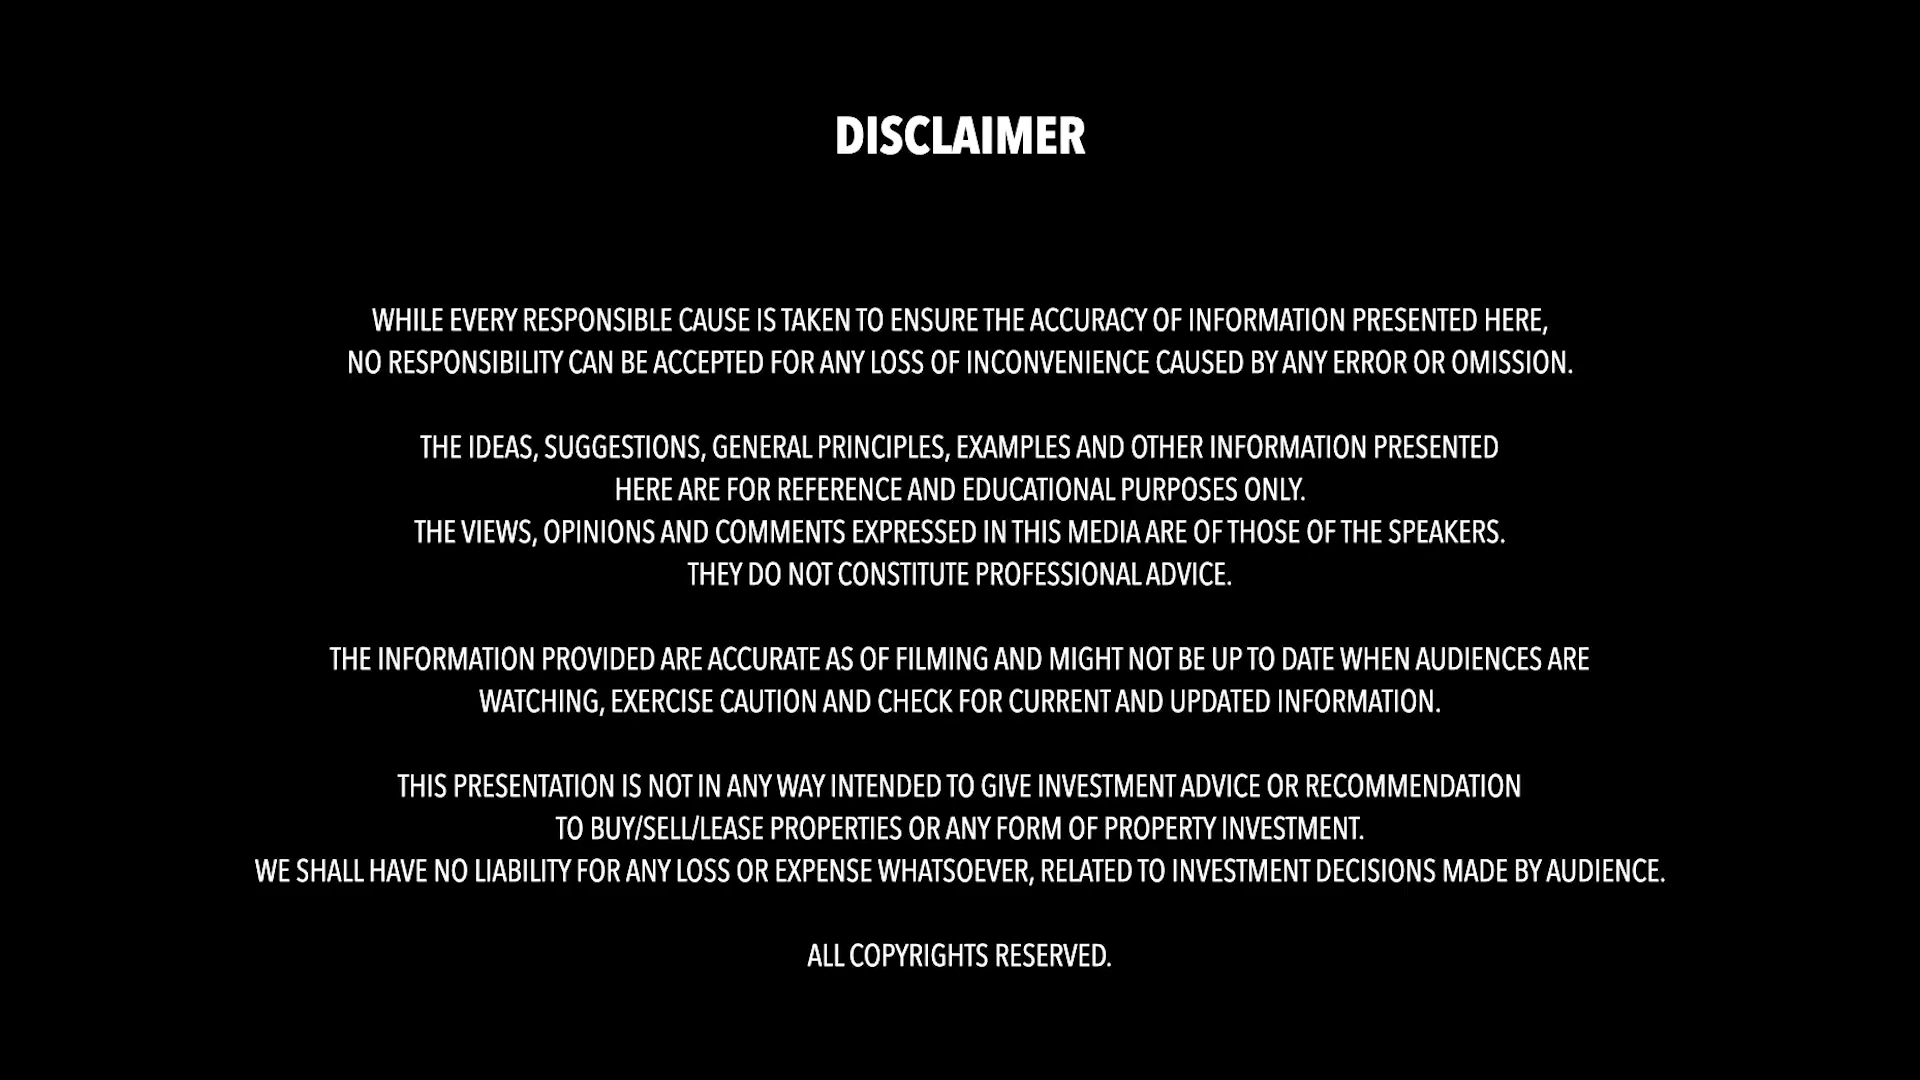 DISCLAIMER
WHILE EVERY RESPONSIBLE CAUSE IS TAKEN TO ENSURE THE ACCURACY OF INFORMATION PRESENTED HERE,
NO RESPONSIBILITY CAN BE ACCEPTED FOR ANY LOSS OF INCONVENIENCE CAUSED BY ANY ERROR OR OMISSION.
THE IDEAS, SUGGESTIONS, GENERAL PRINCIPLES, EXAMPLES AND OTHER INFORMATION PRESENTED
HERE ARE FOR REFERENCE AND EDUCATIONAL PURPOSES ONLY.
THE VIEWS, OPINIONS AND COMMENTS EXPRESSED IN THIS MEDIA ARE OF THOSE OF THE SPEAKERS.
THEY DO NOT CONSTITUTE PROFESSIONAL ADVICE.
THE INFORMATION PROVIDED ARE ACCURATE AS OF FILMING AND MIGHT NOT BE UP TO DATE WHEN AUDIENCES ARE
WATCHING, EXERCISE CAUTION AND CHECK FOR CURRENT AND UPDATED INFORMATION.
THIS PRESENTATION IS NOT IN ANY WAY INTENDED TO GIVE INVESTMENT ADVICE OR RECOMMENDATION
TO BUY/SELL/LEASE PROPERTIES OR ANY FORM OF PROPERTY INVESTMENT.
WE SHALL HAVE NO LIABILITY FOR ANY LOSS OR EXPENSE WHATSOEVER, RELATED TO INVESTMENT DECISIONS MADE BY AUDIENCE.
ALL COPYRIGHTS RESERVED.